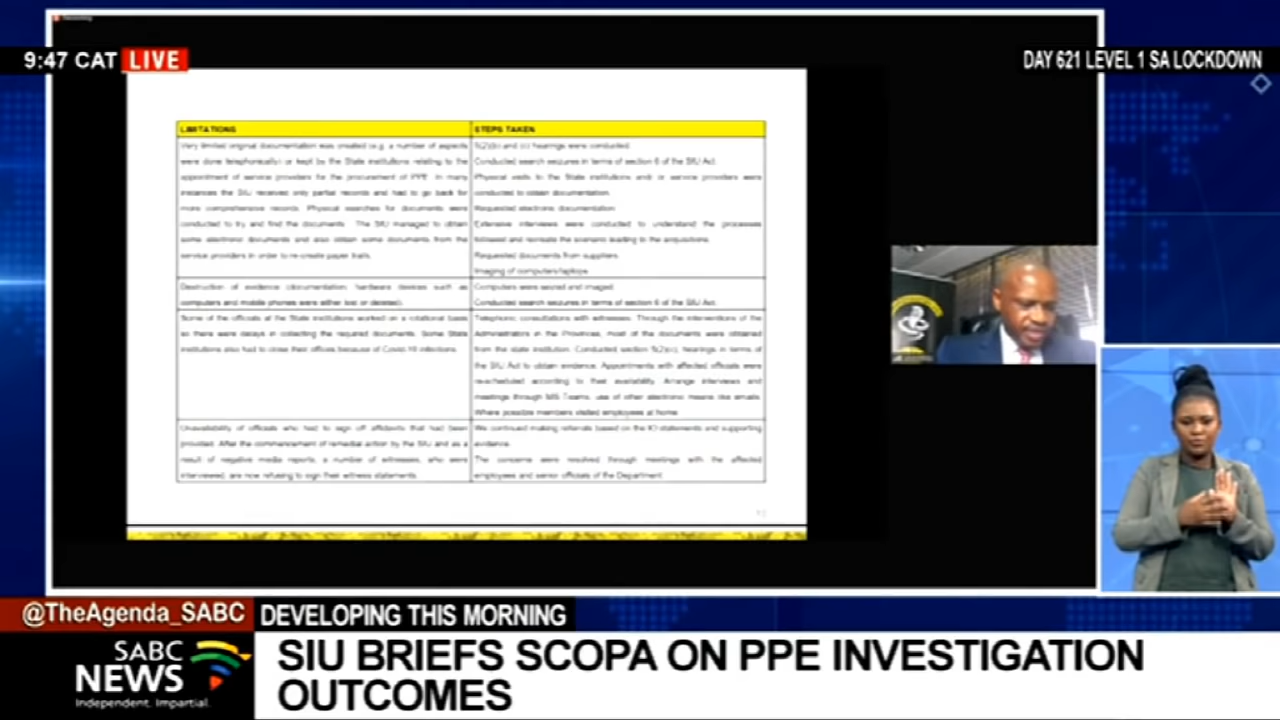 9:47 CAT LIVE
DAY 621 LEVEL 1 SA LOCKDOWN
LIMITATIONS
STEPS TAKEN
Very limited original documentation was created (e.g. a number of aspects
were done telephonically) or kept by the State institutions relating to the
appointment of service providers for the procurement of PPE. In many
instances the SIU received only partial records and had to go back for
more comprehensive records. Physical searches for documents were
conducted to try and find the documents. The SIU managed to obtain
some electronic documents and also obtain some documents from the
service providers in order to re-create paper trails.
5(2)(b) and (c) hearings were conducted.
Conducted search seizures in terms of section 6 of the SIU Act.
Physical visits to the State institutions and/ or service providers were
conducted to obtain documentation.
Requested electronic documentation.
Extensive interviews were conducted to understand the processes
followed and recreate the scenario leading to the acquisitions.
Requested documents from suppliers.
Imaging of computers/laptops.
Destruction of evidence (documentation, hardware devices such as
computers and mobile phones were either lost or deleted).
Computers were seized and imaged.
Conducted search seizures in terms of section 6 of the SIU Act.
Some of the officials at the State institutions worked on a rotational basis
so there were delays in collecting the required documents. Some State
institutions also had to close their offices because of Covid-19 infections.
Telephonic consultations with witnesses. Through the interventions of the
Administrators in the Provinces, most of the documents were obtained
from the state institution. Conducted section 5(2)(c), hearings in terms of
the SIU Act to obtain evidence. Appointments with affected officials were
re-scheduled according to their availability. Arrange interviews and
meetings through MS Teams, use of other electronic means like emails.
Where possible members visited employees at home.
Unavailability of officials who had to sign off affidavits that had been
provided. After the commencement of remedial action by the SIU and as a
result of negative media reports, a number of witnesses, who were
interviewed, are now refusing to sign their witness statements.
We continued making referrals based on the statements and supporting
evidence.
The concerns were resolved through meetings with the affected
employees and senior officials of the Department.
@TheAgenda_SABC DEVELOPING THIS MORNING
SABC
NEWS
Independent. Impartial.
SIU BRIEFS SCOPA ON PPE INVESTIGATION
OUTCOMES